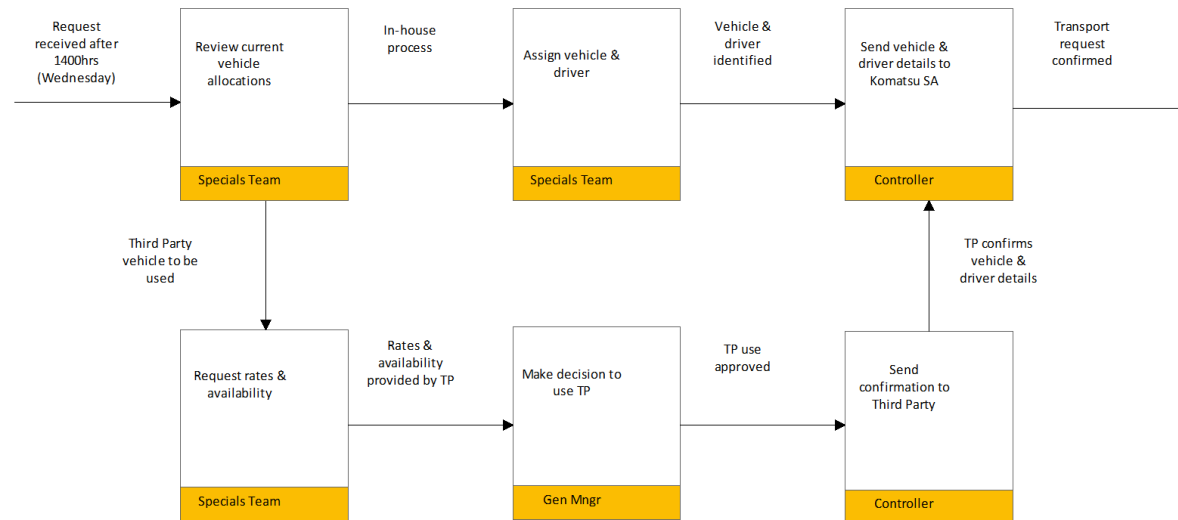 Request
received after
1400hrs
(Wednesday)
Review current
vehicle
allocations
Specials Team
In-house
process
Assign vehicle &
driver
Specials Team
Vehicle &
driver
identified
Send vehicle &
driver details to
Komatsu SA
Controller
Transport
request
confirmed
Third Party
vehicle to be
used
TP confirms
vehicle &
driver details
Request rates &
availability
Specials Team
Rates &
availability
provided by TP
Make decision to
use TP
Gen Mngr
TP use
approved
Send
confirmation to
Third Party
Controller